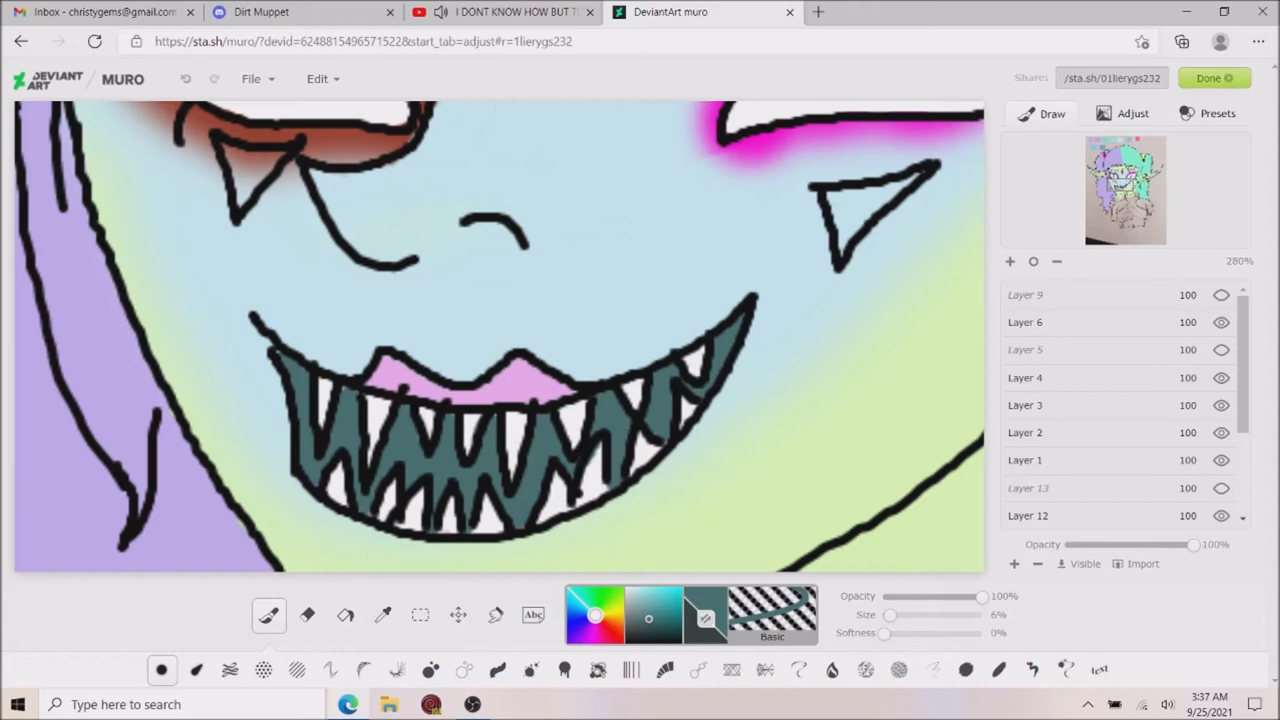 Inbox - christygems@gmail.com
Dirt Muppet
I DONT KNOW HOW BUT T
DeviantArt muro
https://sta.sh/muro/?devid=6248815496571522&start_tab=adjust#r=1lierygs232
DEVIANT ART MURO
File
Edit
Share:
/sta.sh/01lierygs232
Done
Draw
Adjust
Presets
280%
Layer 9 100
Layer 6 100
Layer 5 100
Layer 4 100
Layer 3 100
Layer 2 100
Layer 1 100
Layer 13 100
Layer 12 100
Opacity 100%
Visible
Import
Abc
Basic
Opacity 100%
Size 6%
Softness 0%
text
Type here to search
3:37 AM
9/25/2021